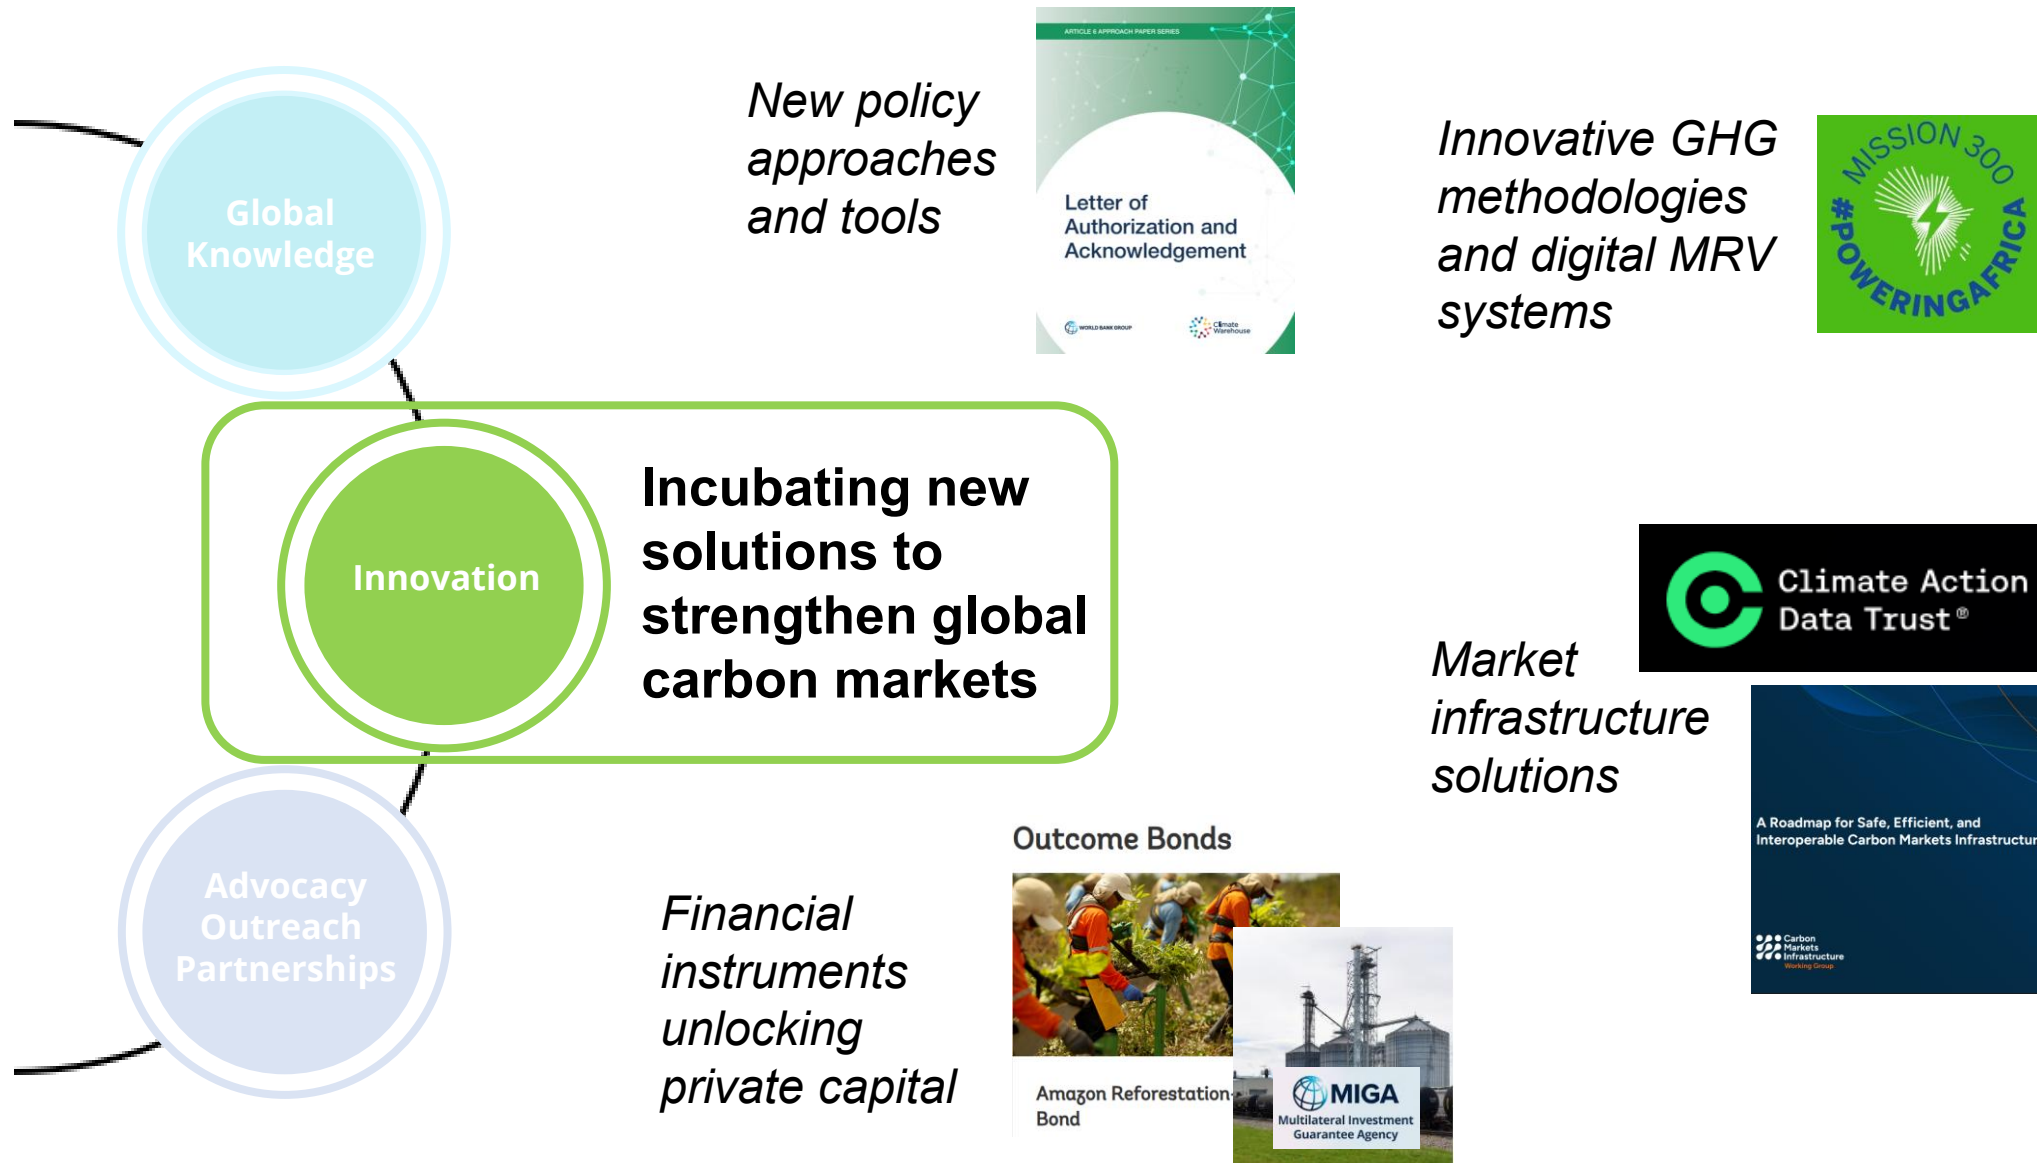 Global
Knowledge
Innovation
Advocacy
Outreach
Partnerships
Incubating new
solutions to
strengthen global
carbon markets
New policy
approaches
and tools
ARTICLE 6 APPROACH PAPER SERIES
Letter of
Authorization and
Acknowledgement
WORLD BANK GROUP
Climate
Warehouse
Innovative GHG
methodologies
and digital MRV
systems
MISSION 300
#POWERINGAFRICA
Market
infrastructure
solutions
Climate Action
Data Trust®
A Roadmap for Safe, Efficient, and
Interoperable Carbon Markets Infrastructur
Carbon
Markets
Infrastructure
Working Group
Financial
instruments
unlocking
private capital
Outcome Bonds
Amazon Reforestation-
Bond
MIGA
Multilateral Investment
Guarantee Agency